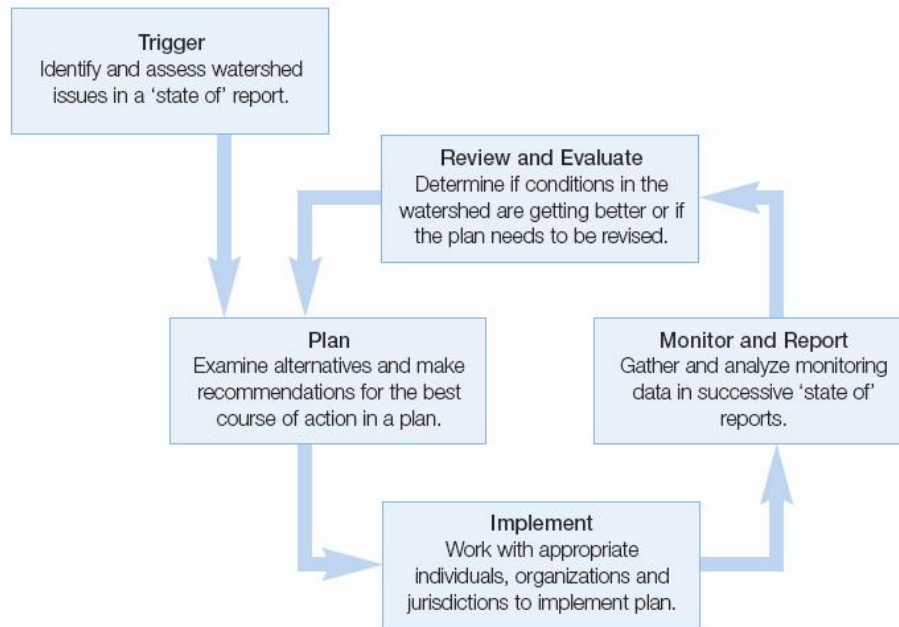 Trigger
Identify and assess watershed
issues in a ‘state of’ report.
Review and Evaluate
Determine if conditions in the
watershed are getting better or if
the plan needs to be revised.
Plan
Examine alternatives and make
recommendations for the best
course of action in a plan.
Monitor and Report
Gather and analyze monitoring
data in successive ‘state of’
reports.
Implement
Work with appropriate
individuals, organizations and
jurisdictions to implement plan.